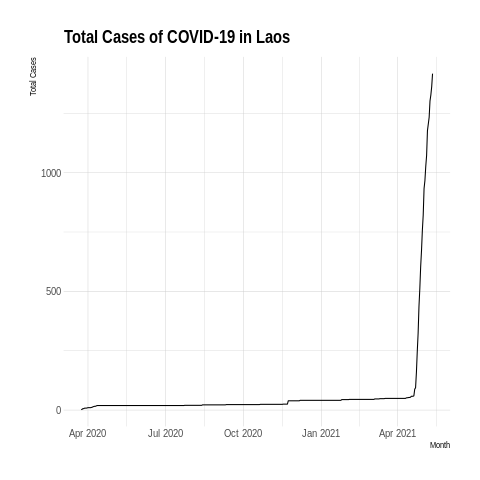 Total Cases of COVID-19 in Laos
Total Cases
1000
500
0
Apr 2020 Jul 2020 Oct 2020 Jan 2021 Apr 2021
Month